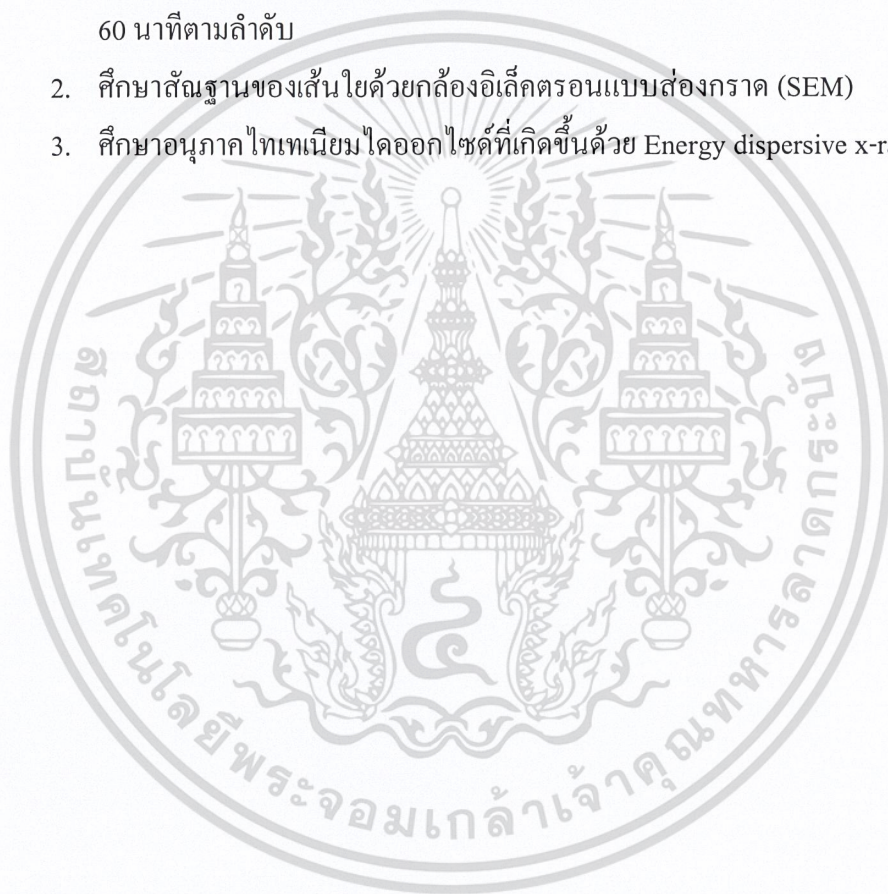 60 นาทีตามลำดับ
2. ศึกษาสัณฐานของเส้นใยด้วยกล้องอิเล็คตรอนแบบส่องกราด (SEM)
3. ศึกษาอนุภาคไทเทเนียมไดออกไซด์ที่เกิดขึ้นด้วย Energy dispersive x-r
สถาบันเทคโนโลยีพระจอมเกล้าเจ้าคุณทหารลาดกระบัง